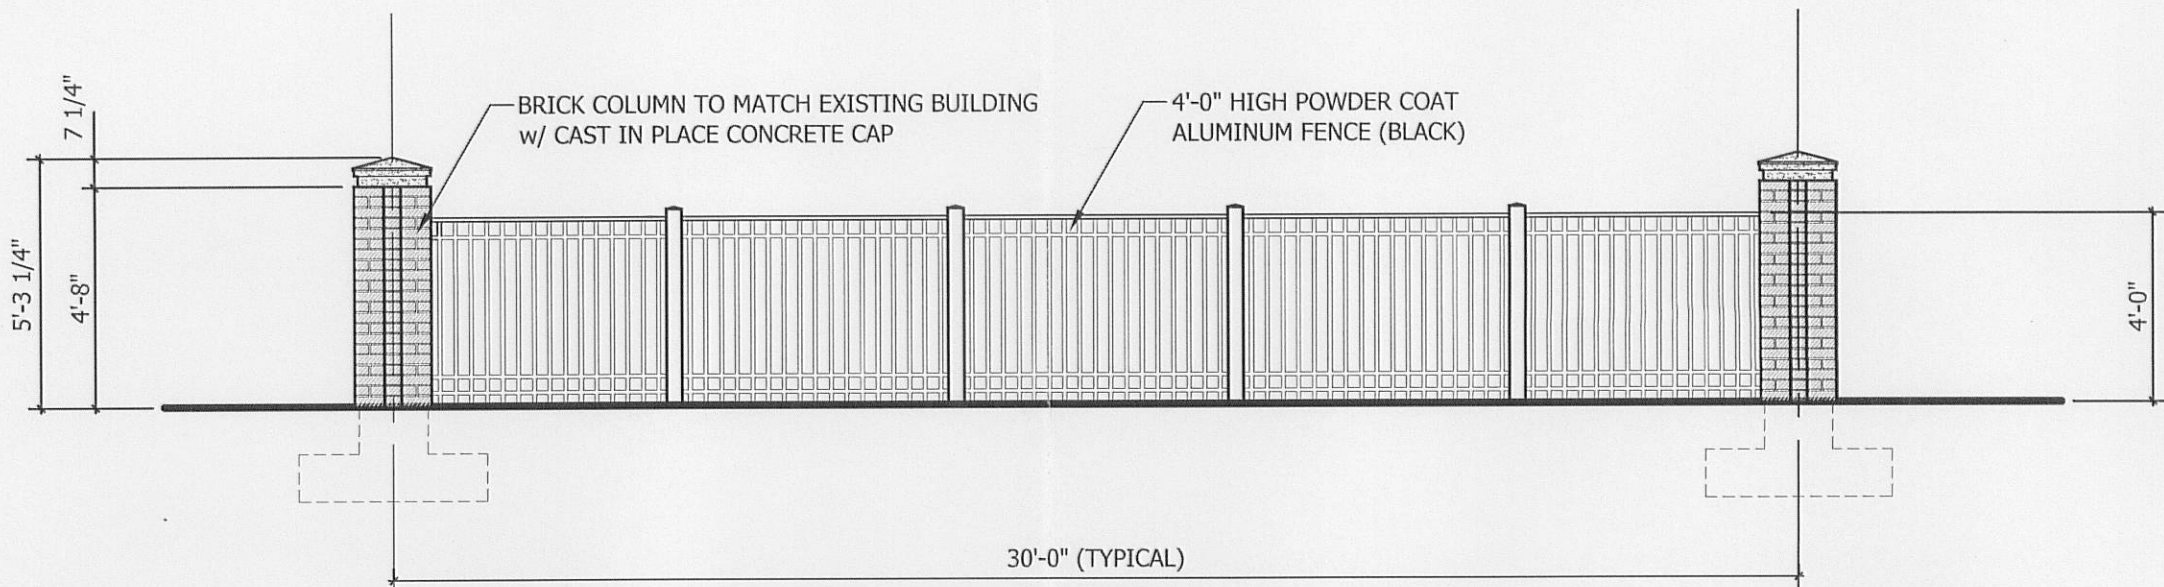 7 1/4"
5'-3 1/4"
4'-8"
BRICK COLUMN TO MATCH EXISTING BUILDING
w/ CAST IN PLACE CONCRETE CAP
4'-0" HIGH POWDER COAT
ALUMINUM FENCE (BLACK)
4'-0"
30'-0" (TYPICAL)